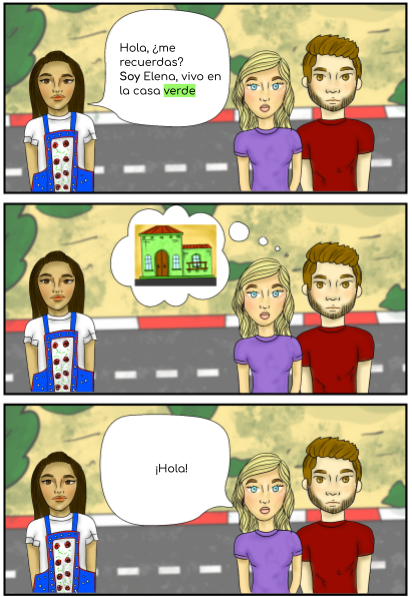 Hola, ¿me
recuerdas?
Soy Elena, vivo en
la casa verde
¡Hola!